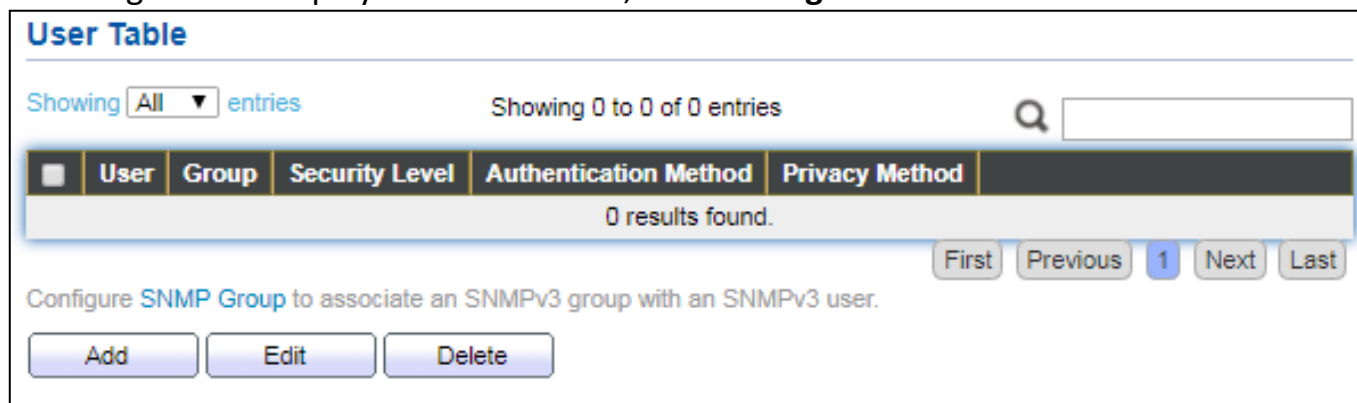 User Table
Showing All entries Showing 0 to 0 of 0 entries
User Group Security Level Authentication Method Privacy Method
0 results found.
First Previous 1 Next Last
Configure SNMP Group to associate an SNMPv3 group with an SNMPv3 user.
Add Edit Delete